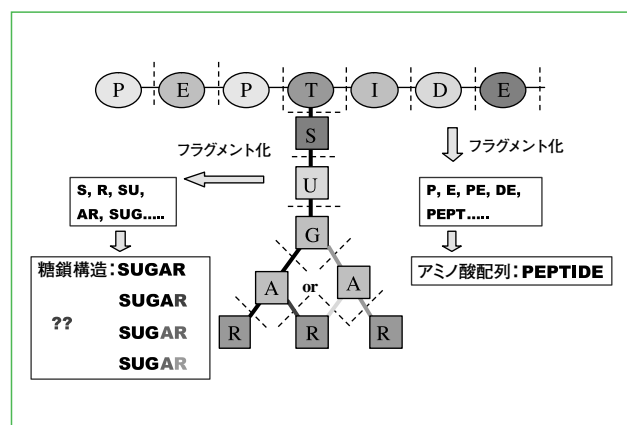 P E P T I D E
S
U
G
A or A
R R R
フラグメント化
S, R, SU,
AR, SUG.....
糖鎖構造：SUGAR
SUGAR
??
SUGAR
SUGAR
フラグメント化
P, E, PE, DE,
PEPT.....
アミノ酸配列：PEPTIDE